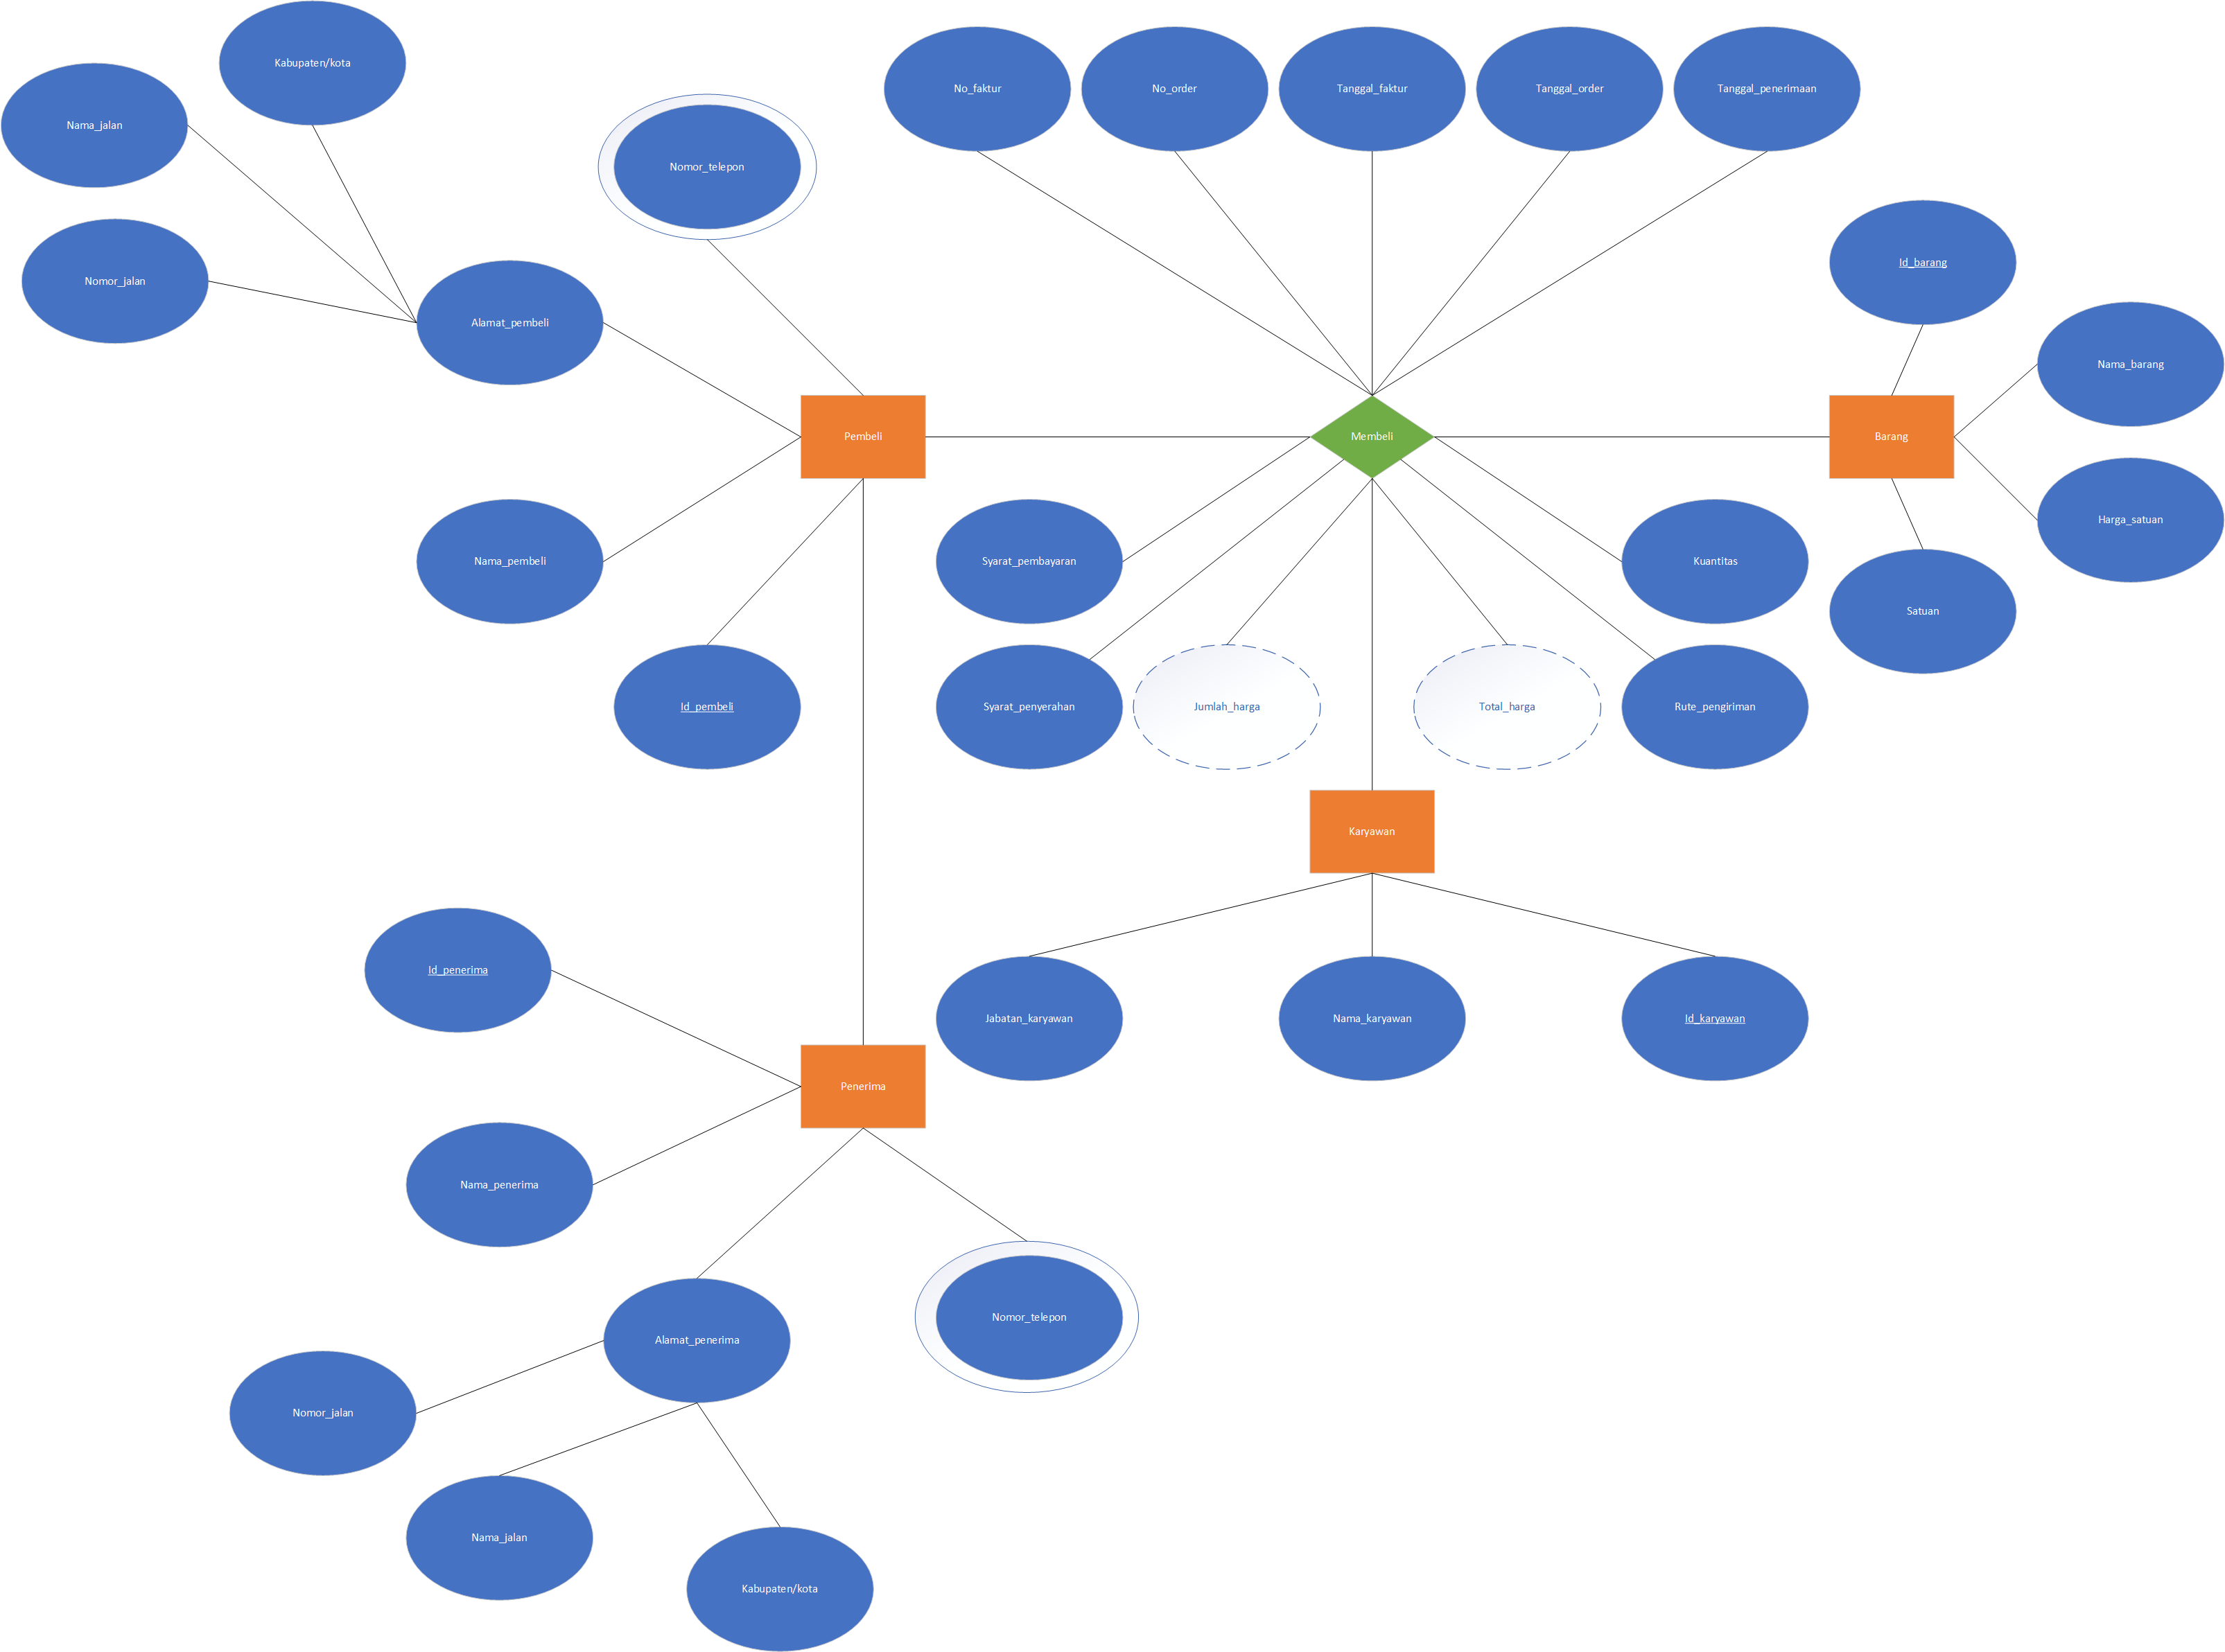 Kabupaten/kota
Nama_jalan
Nomor_jalan
Alamat_pembeli
Nomor_telepon
No_faktur
No_order
Tanggal_faktur
Tanggal_order
Tanggal_penerimaan
Id_barang
Nama_barang
Pembeli
Membeli
Barang
Harga_satuan
Nama_pembeli
Syarat_pembayaran
Kuantitas
Satuan
Id_pembeli
Syarat_penyerahan
Jumlah_harga
Total_harga
Rute_pengiriman
Karyawan
Id_penerima
Jabatan_karyawan
Nama_karyawan
Id_karyawan
Penerima
Nama_penerima
Alamat_penerima
Nomor_telepon
Nomor_jalan
Nama_jalan
Kabupaten/kota